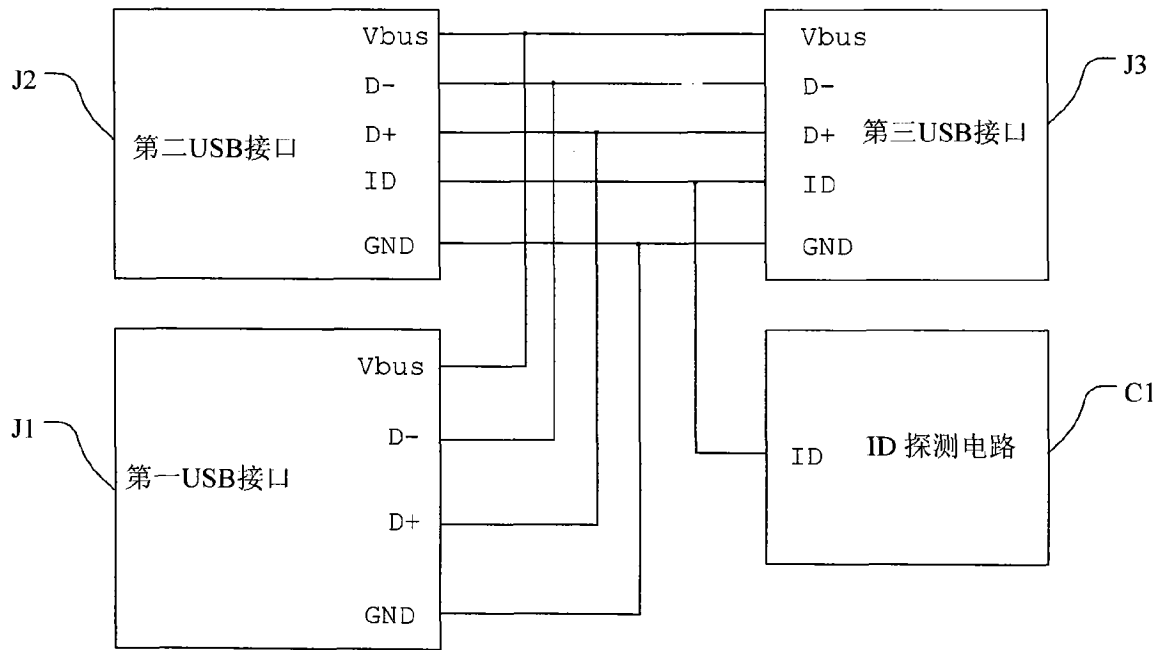 J2
第二USB接口
Vbus
D-
D+
ID
GND
Vbus
D-
D+
ID
GND
第三USB接口
J3
J1
第一USB接口
Vbus
D-
D+
GND
ID
ID 探测电路
C1